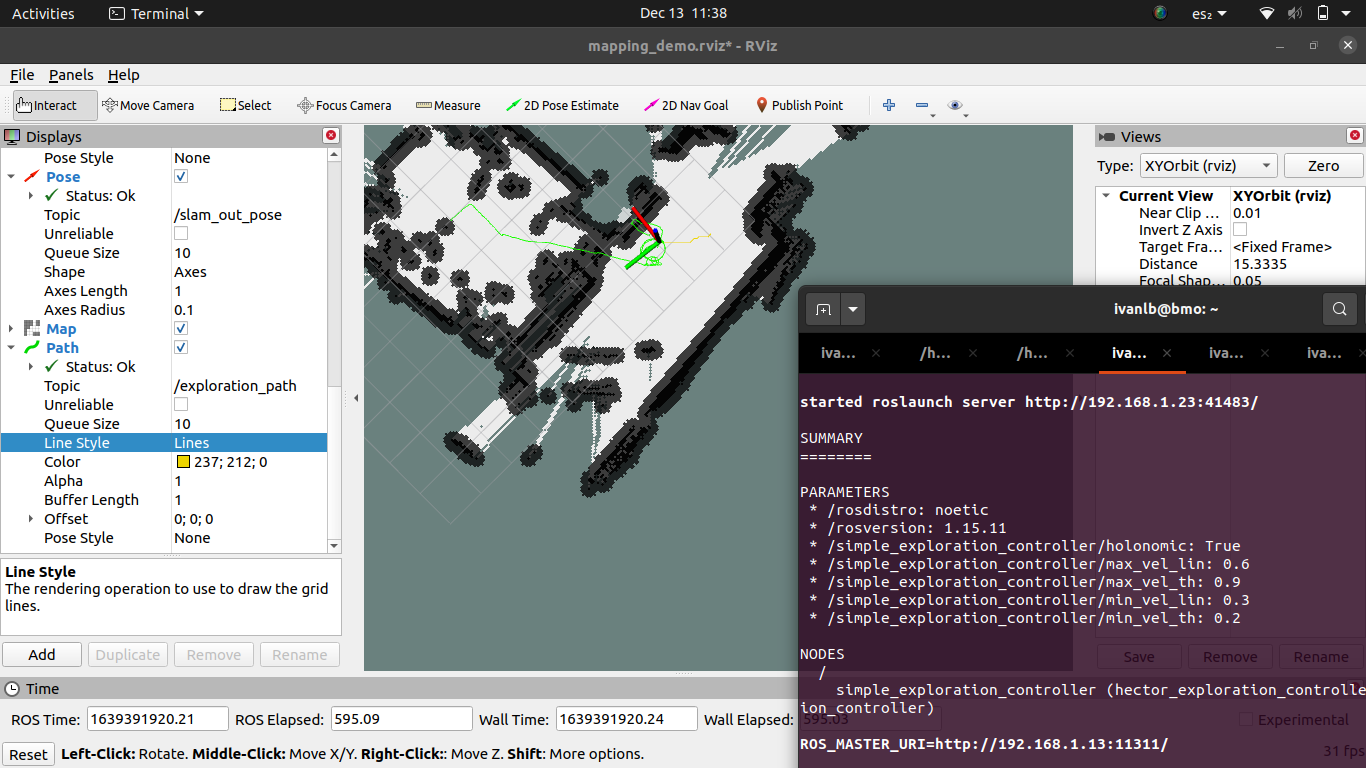 Activities Terminal Dec 13 11:38 es₂
mapping_demo.rviz* - RViz
File Panels Help
Interact Move Camera Select Focus Camera Measure 2D Pose Estimate 2D Nav Goal Publish Point
Displays
Pose Style None
Pose
Status: Ok
Topic /slam_out_pose
Unreliable
Queue Size 10
Shape Axes
Axes Length 1
Axes Radius 0.1
Map
Path
Status: Ok
Topic /exploration_path
Unreliable
Queue Size 10
Line Style Lines
Color 237; 212; 0
Alpha 1
Buffer Length 1
Offset 0; 0; 0
Pose Style None
Line Style
The rendering operation to use to draw the grid
lines.
Add Duplicate Remove Rename
Views
Type: XYOrbit (rviz) Zero
Current View XYOrbit (rviz)
Near Clip ... 0.01
Invert Z Axis
Target Fra... <Fixed Frame>
Distance 15.3335
Focal Shap... 0.05
ivanlb@bmo: ~
iva... /h... /h... iva... iva... iva...
started roslaunch server http://192.168.1.23:41483/
SUMMARY
========
PARAMETERS
* /rosdistro: noetic
* /rosversion: 1.15.11
* /simple_exploration_controller/holonomic: True
* /simple_exploration_controller/max_vel_lin: 0.6
* /simple_exploration_controller/max_vel_th: 0.9
* /simple_exploration_controller/min_vel_lin: 0.3
* /simple_exploration_controller/min_vel_th: 0.2
NODES
/
simple_exploration_controller (hector_exploration_controlle
ion_controller)
ROS_MASTER_URI=http://192.168.1.13:11311/
Save Remove Rename
Time
ROS Time: 1639391920.21 ROS Elapsed: 595.09 Wall Time: 1639391920.24 Wall Elapsed: 595.03 Experimental
Reset Left-Click: Rotate. Middle-Click: Move X/Y. Right-Click:: Move Z. Shift: More options. 31 fps